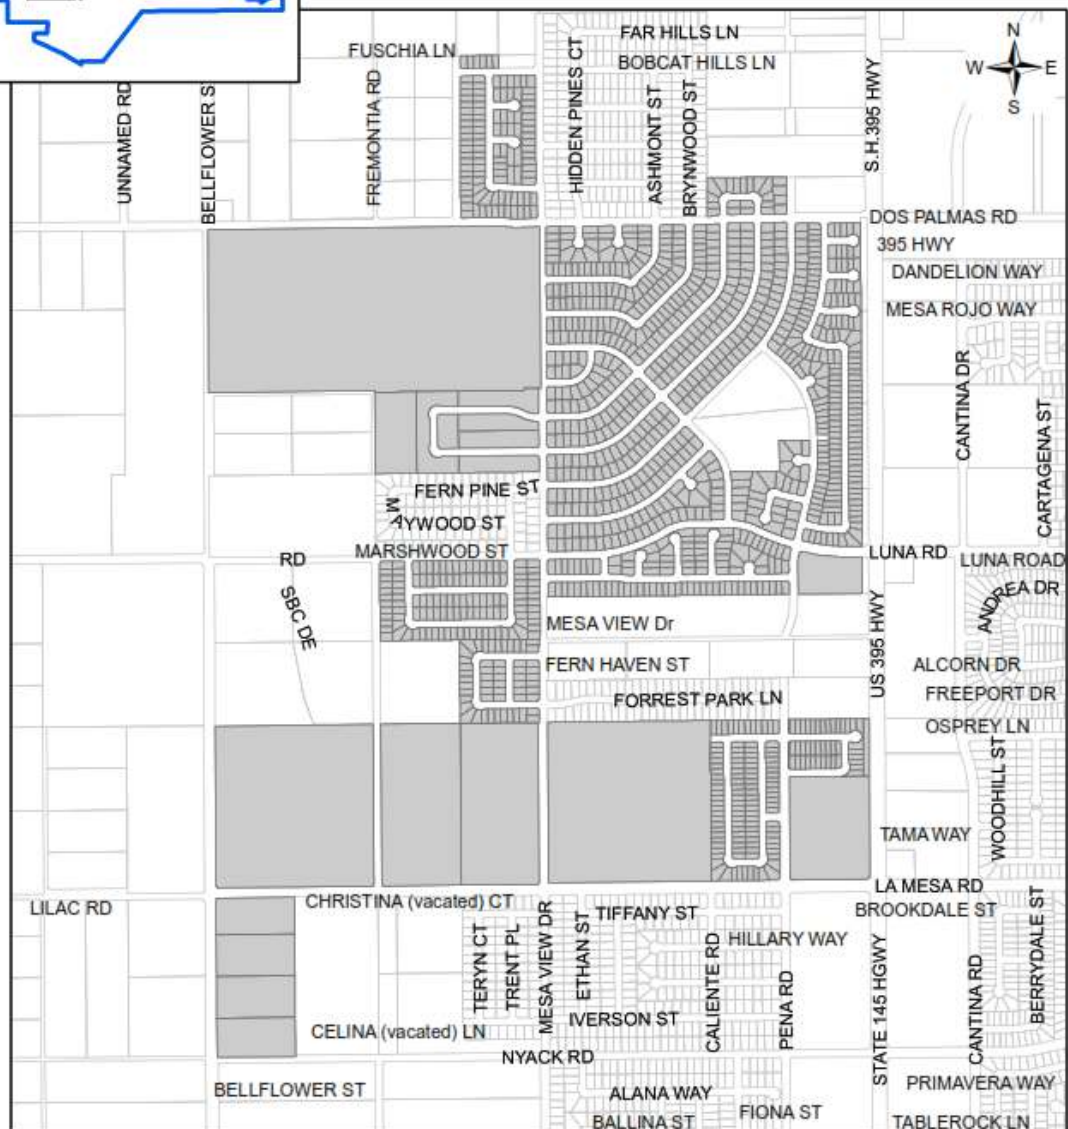 FAR HILLS LN
FUSCHIA LN
BOBCAT HILLS LN
N
W E
S
UNNAMED RD
BELLFLOWER S
FREMONTIA RD
HIDDEN PINES CT
ASHMONT ST
BRYNWOOD ST
S.H.395 HWY
DOS PALMAS RD
395 HWY
DANDELION WAY
MESA ROJO WAY
CANTINA DR
CARTAGENA ST
FERN PINE ST
MAYWOOD ST
MARSHWOOD ST
RD
SBC DE
LUNA RD
LUNA ROAD
ANDREA DR
MESA VIEW Dr
US 395 HWY
FERN HAVEN ST
ALCORN DR
FORREST PARK LN
FREEPORT DR
OSPREY LN
WOODHILL ST
TAMA WAY
LA MESA RD
LILAC RD
CHRISTINA (vacated) CT
TIFFANY ST
BROOKDALE ST
TERYN CT
TRENT PL
MESA VIEW DR
ETHAN ST
HILLARY WAY
CALIENTE RD
PENA RD
STATE 145 HGWY
CANTINA RD
BERRYDALE ST
IVERSON ST
CELINA (vacated) LN
NYACK RD
BELLFLOWER ST
ALANA WAY
PRIMAVERA WAY
BALLINA ST
FIONA ST
TABLEROCK LN